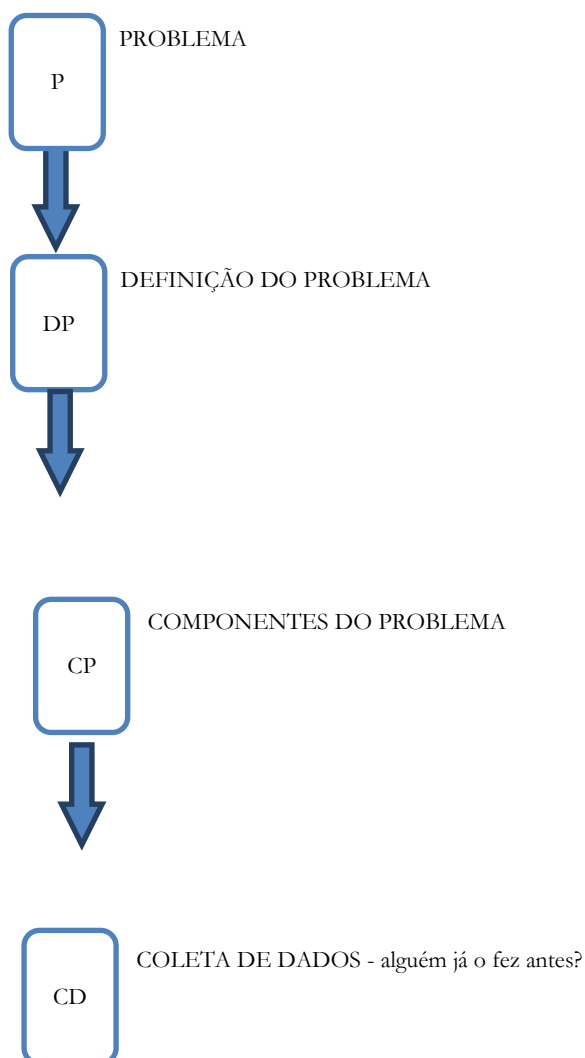 PROBLEMA
P
DEFINIÇÃO DO PROBLEMA
DP
COMPONENTES DO PROBLEMA
CP
COLETA DE DADOS - alguém já o fez antes?
CD